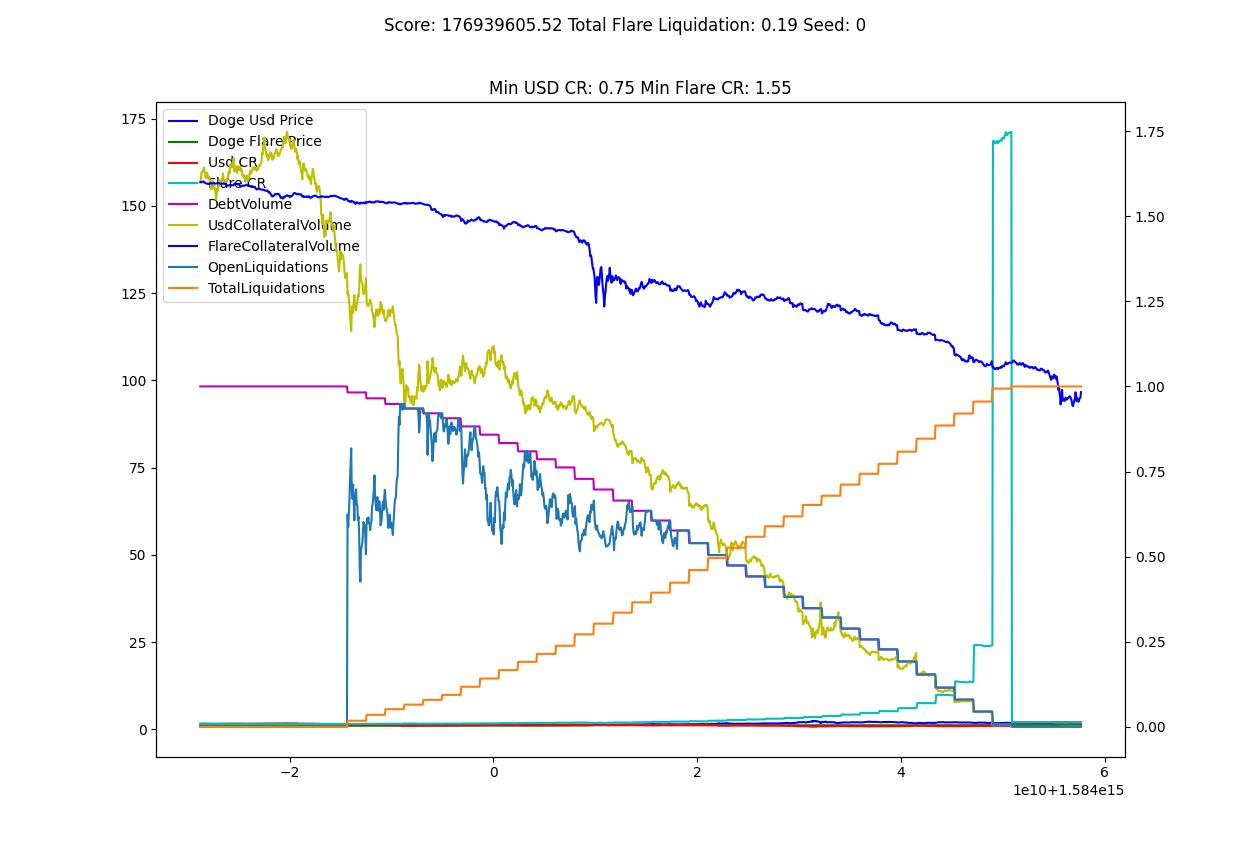 Score: 176939605.52 Total Flare Liquidation: 0.19 Seed: 0
Min USD CR: 0.75 Min Flare CR: 1.55
Doge Usd Price
Doge Flare Price
Usd CR
Flare CR
DebtVolume
UsdCollateralVolume
FlareCollateralVolume
OpenLiquidations
TotalLiquidations
175
150
125
100
75
50
25
0
1.75
1.50
1.25
1.00
0.75
0.50
0.25
0.00
−2 0 2 4 6
1e10+1.584e15